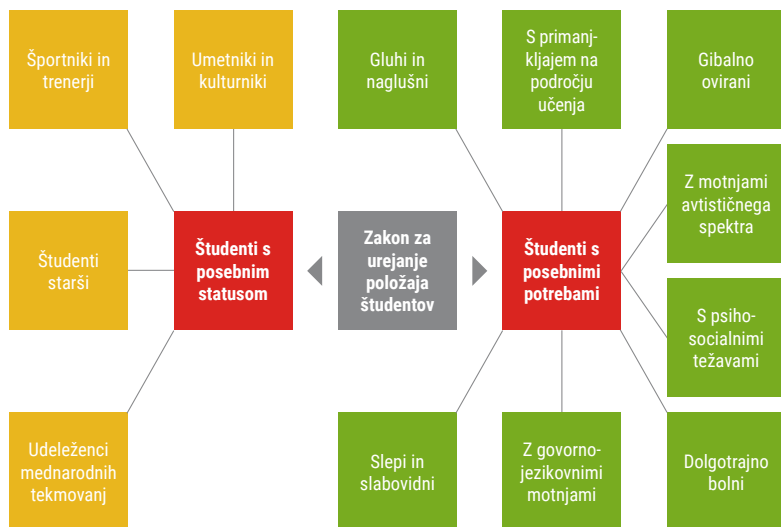 Športniki in
trenerji
Umetniki in
kulturniki
Gluhi in
naglušni
S primanj-
kljajem na
področju
učenja
Gibalno
ovirani
Z motnjami
avtističnega
spektra
Študenti
starši
Študenti s
posebnim
statusom
Zakon za
urejanje
položaja
študentov
Študenti s
posebnimi
potrebami
S psiho-
socialnimi
težavami
Udeleženci
mednarodnih
tekmovanj
Slepi in
slabovidni
Z govorno-
jezikovnimi
motnjami
Dolgotrajno
bolni